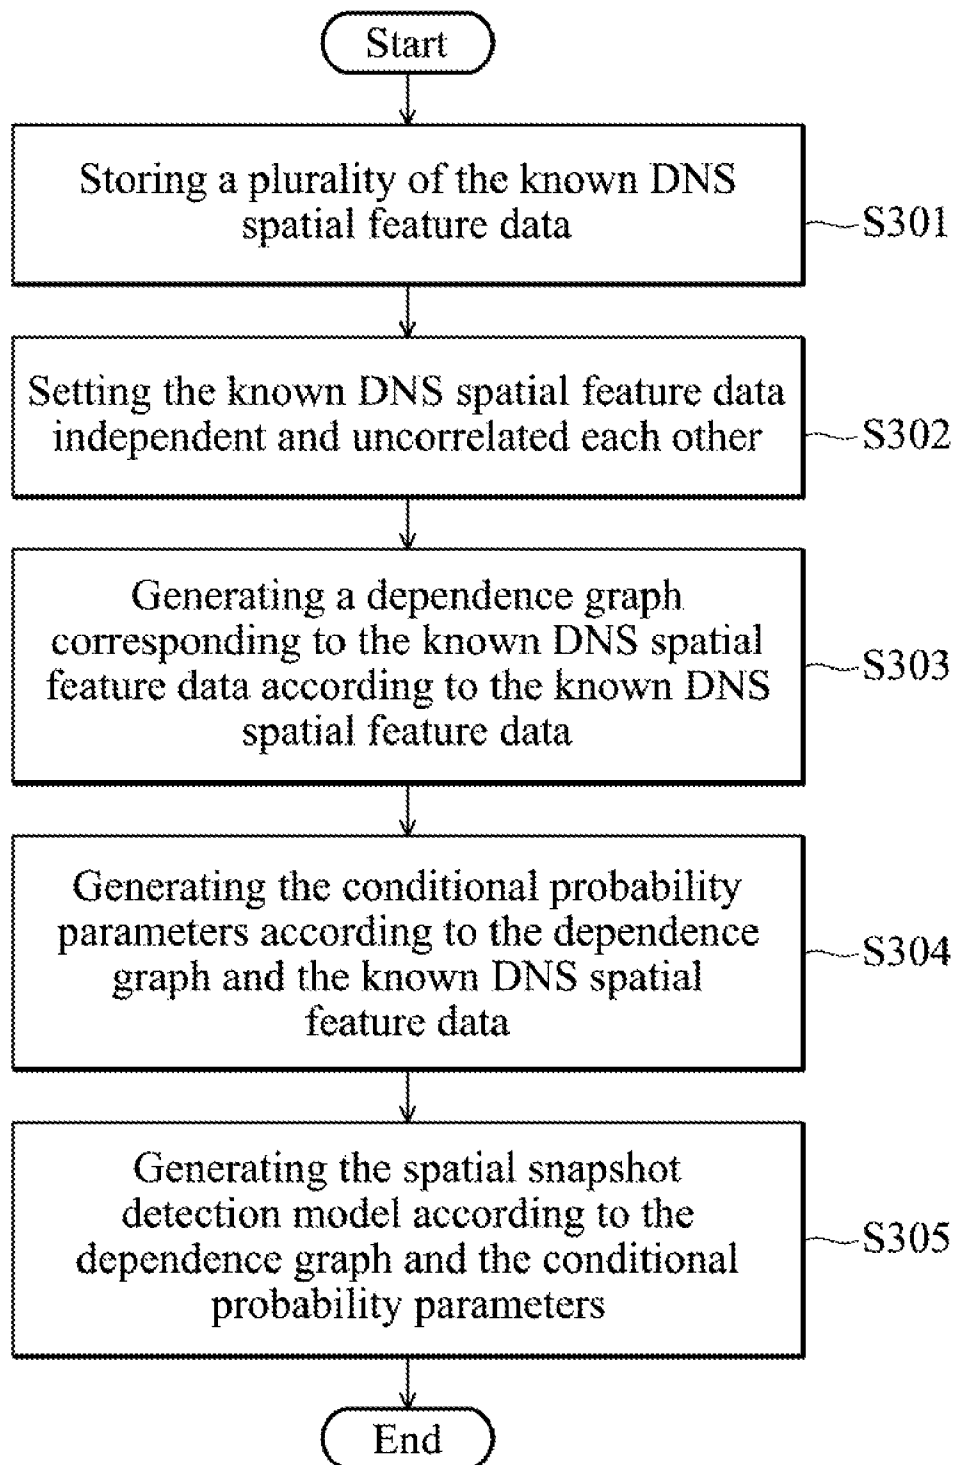 Start
Storing a plurality of the known DNS
spatial feature data
S301
Setting the known DNS spatial feature data
independent and uncorrelated each other
S302
Generating a dependence graph
corresponding to the known DNS spatial
feature data according to the known DNS
spatial feature data
S303
Generating the conditional probability
parameters according to the dependence
graph and the known DNS spatial
feature data
S304
Generating the spatial snapshot
detection model according to the
dependence graph and the conditional
probability parameters
S305
End